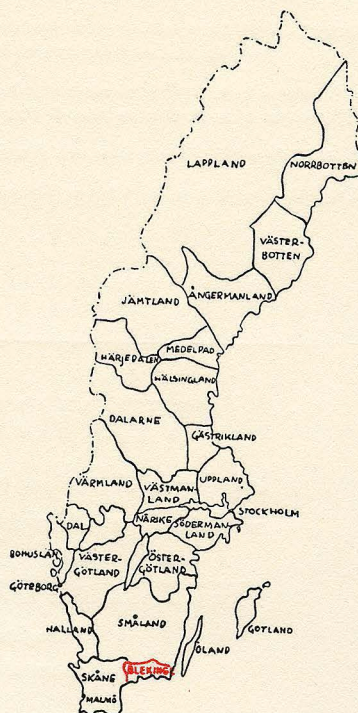 LAPPLAND
NORRBOTTEN
VÄSTER-
BOTTEN
ÅNGERMANLAND
JÄMTLAND
MEDELPAD
HÄRJEDALEN
HÄLSINGLAND
DALARNE
GÄSTRIKLAND
VÄRMLAND
VÄSTMAN-
LAND
UPPLAND
STOCKHOLM
NÄRIKE
SÖDERMAN-
LAND
DAL
BOHUSLÄN
VÄSTER-
GÖTLAND
ÖSTER-
GÖTLAND
GÖTEBORG
HALLAND
SMÅLAND
GOTLAND
ÖLAND
BLEKINGE
SKÅNE
MALMÖ